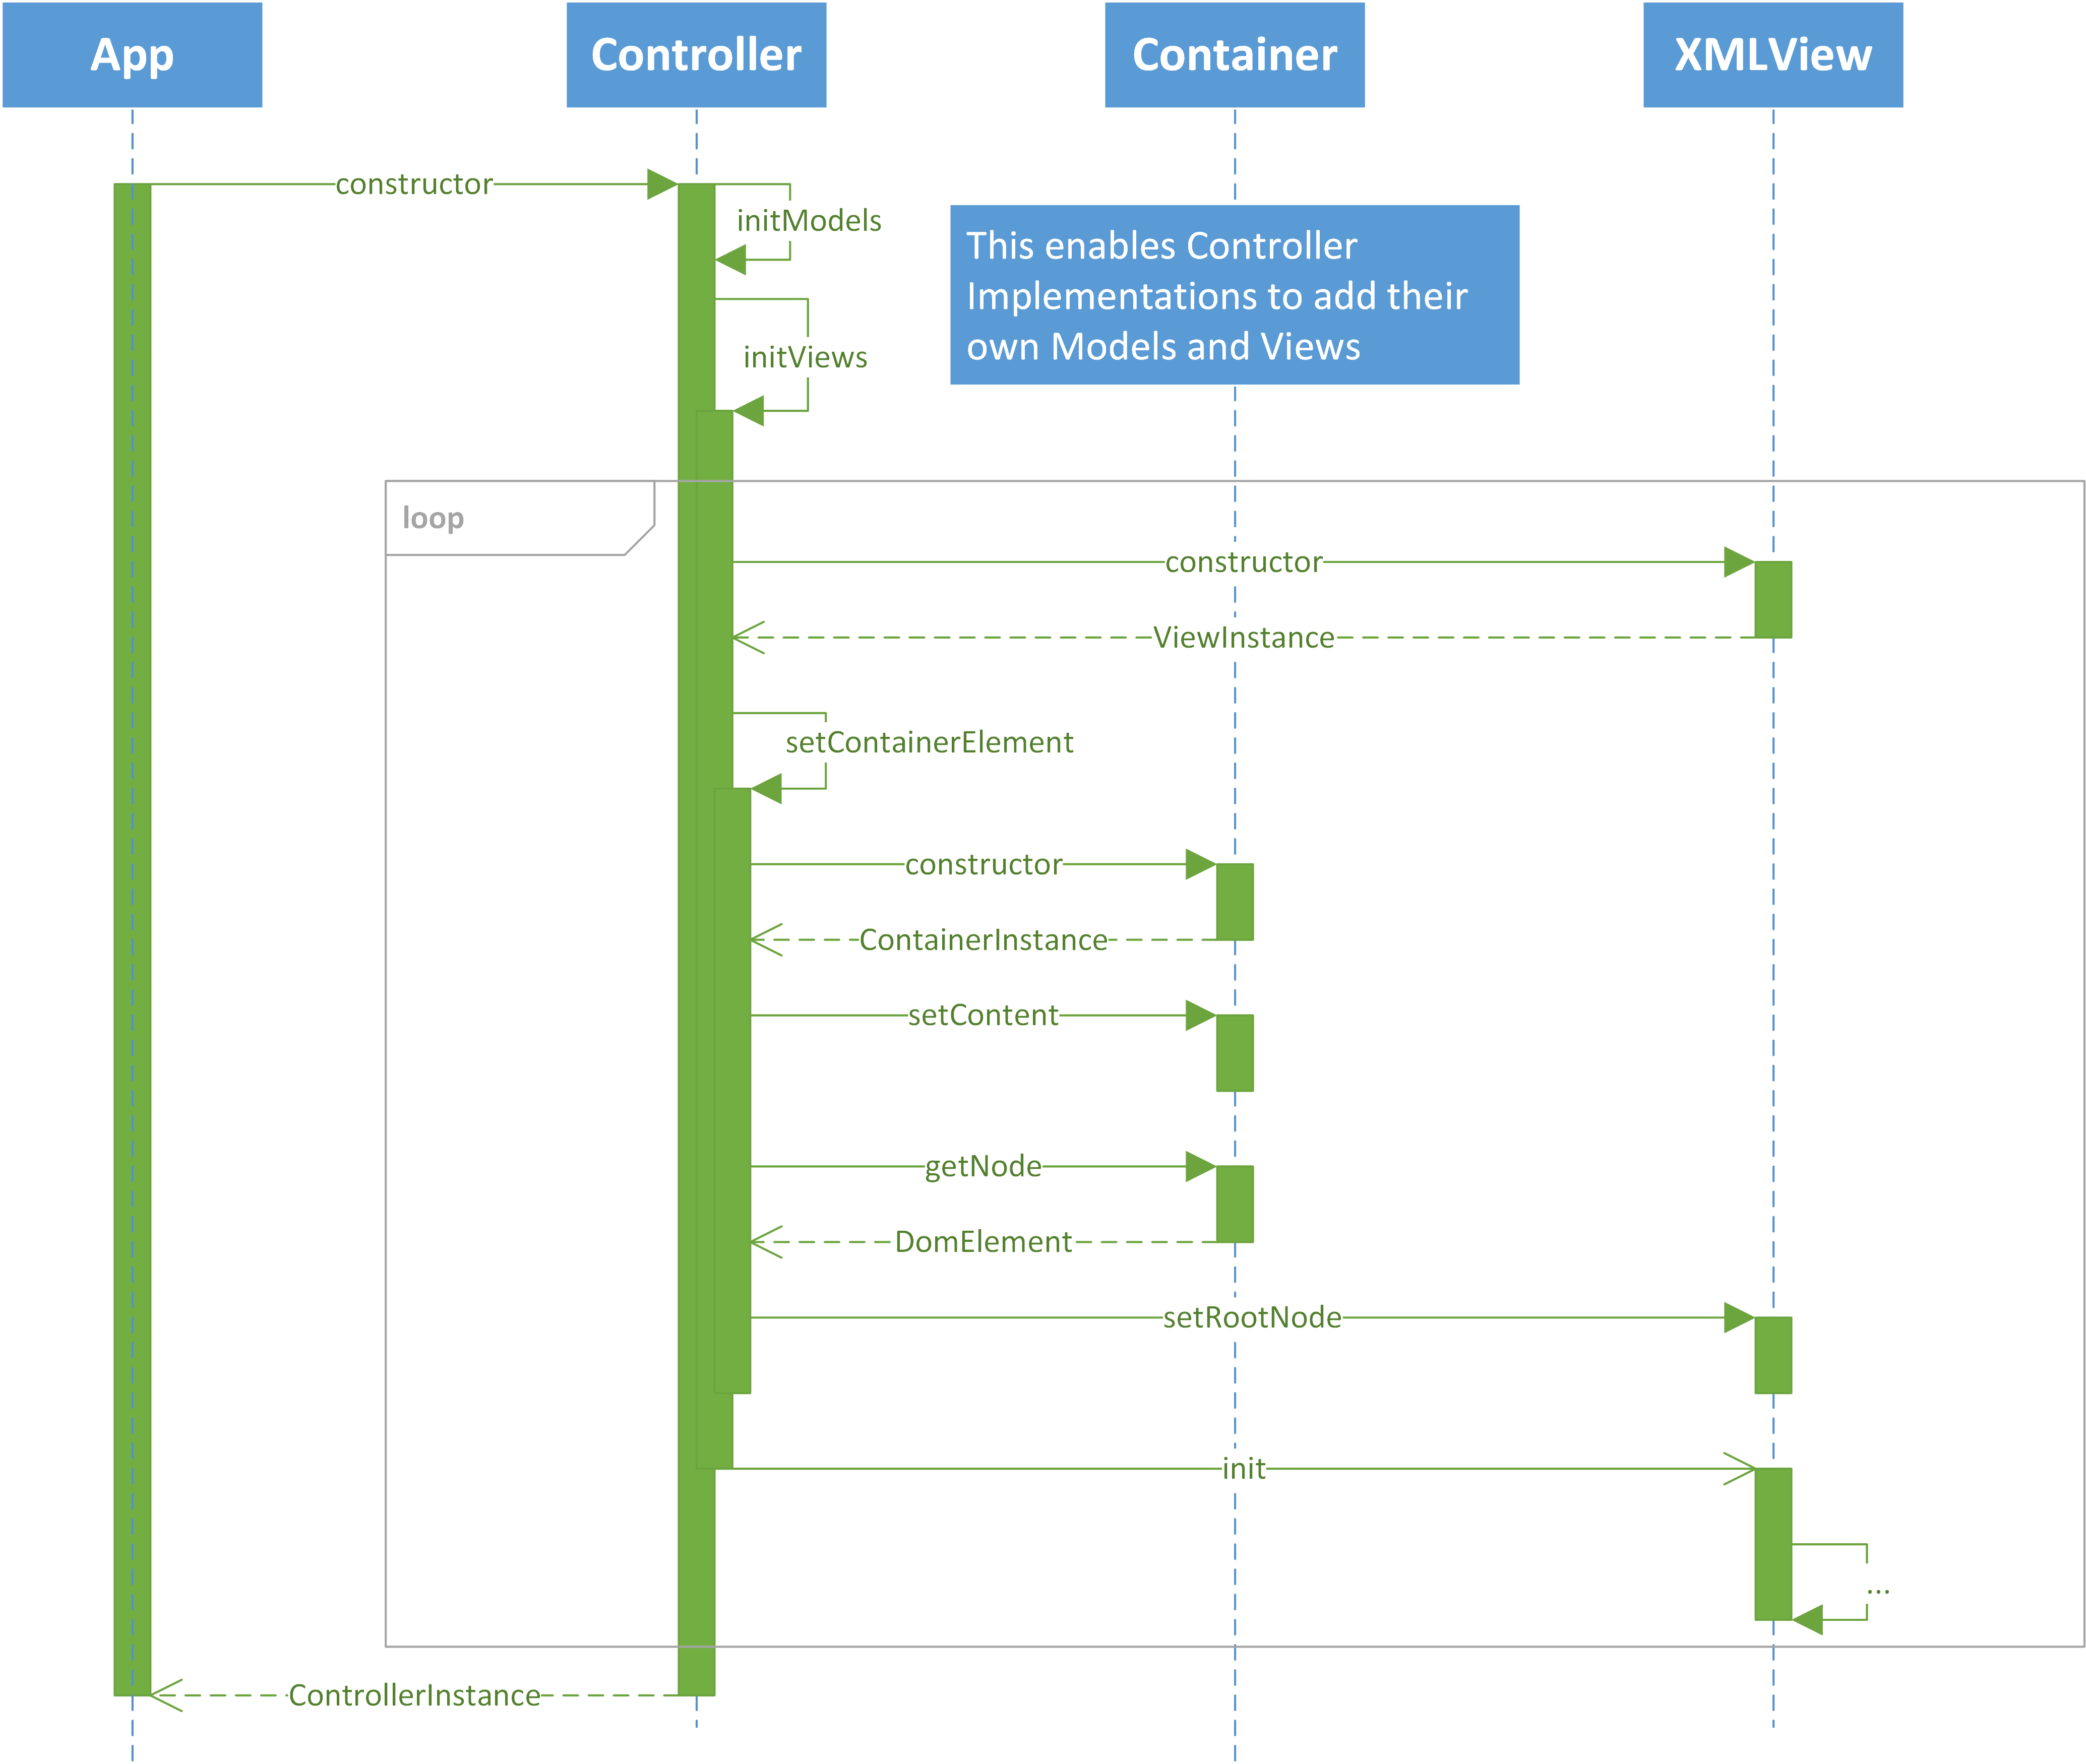 App
Controller
Container
XMLView
constructor
initModels
This enables Controller
Implementations to add their
own Models and Views
initViews
loop
constructor
ViewInstance
setContainerElement
constructor
ContainerInstance
setContent
getNode
DomElement
setRootNode
init
...
ControllerInstance